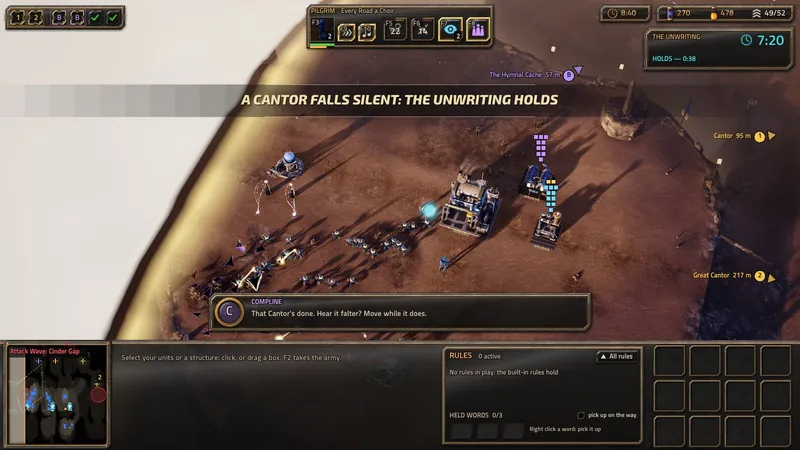 1 2 B B
PILGRIM Every Road a Choir
F3
2
F5
22
F6
14
2
8:40
270
478
49/52
THE UNWRITING
7:20
HOLDS — 0:38
The Hymnal Cache 57 m B
A CANTOR FALLS SILENT: THE UNWRITING HOLDS
Cantor 95 m 1
Great Cantor 217 m 2
C
COMPLINE
That Cantor's done. Hear it falter? Move while it does.
Attack Wave: Cinder Gap
2
Select your units or a structure: click, or drag a box. F2 takes the army.
RULES 0 active
All rules
No rules in play: the built-in rules hold
HELD WORDS 0/3
pick up on the way
Right click a word: pick it up